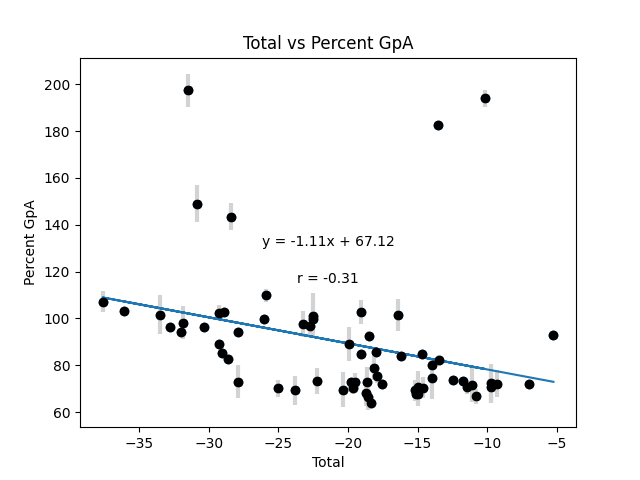 Total vs Percent GpA
200
180
160
140
120
100
80
60
Percent GpA
y = -1.11x + 67.12
r = -0.31
−35 −30 −25 −20 −15 −10 −5
Total